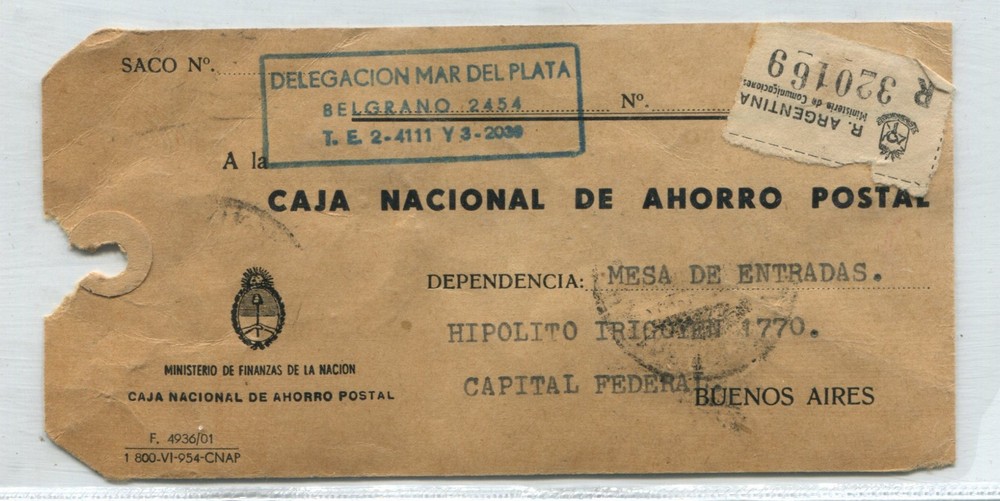 SACO Nº.
DELEGACION MAR DEL PLATA
BELGRANO 2454
Nº.
T. E. 2-4111 Y 3-2039
R 320169
Ministerio de Comunicaciones
R. ARGENTINA
A la
CAJA NACIONAL DE AHORRO POSTAL
DEPENDENCIA: MESA DE ENTRADAS.
HIPOLITO IRIGOYEN 1770.
CAPITAL FEDERAL
BUENOS AIRES
MINISTERIO DE FINANZAS DE LA NACIÓN
CAJA NACIONAL DE AHORRO POSTAL
F. 4936/01
1 800-VI-954-CNAP